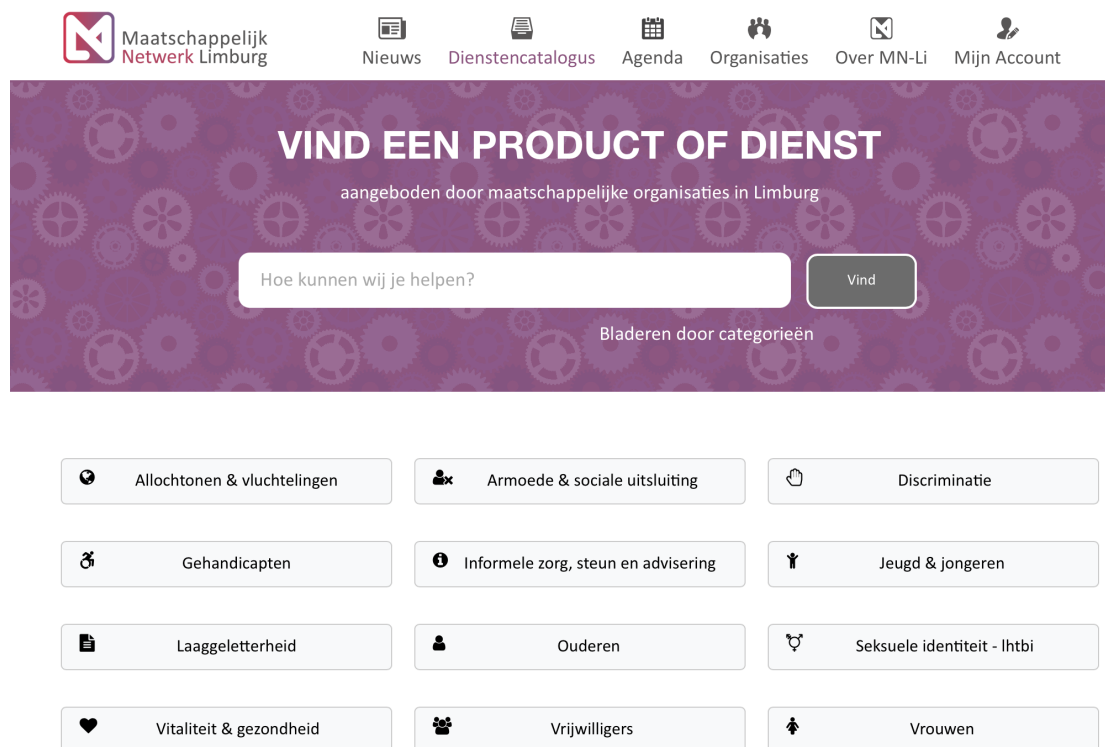 Maatschappelijk
Netwerk Limburg
Nieuws Dienstencatalogus Agenda Organisaties Over MN-Li Mijn Account
VIND EEN PRODUCT OF DIENST
aangeboden door maatschappelijke organisaties in Limburg
Hoe kunnen wij je helpen? Vind
Bladeren door categorieën
Allochtonen & vluchtelingen Armoede & sociale uitsluiting Discriminatie
Gehandicapten Informele zorg, steun en advisering Jeugd & jongeren
Laaggeletterheid Ouderen Seksuele identiteit - lhtbi
Vitaliteit & gezondheid Vrijwilligers Vrouwen